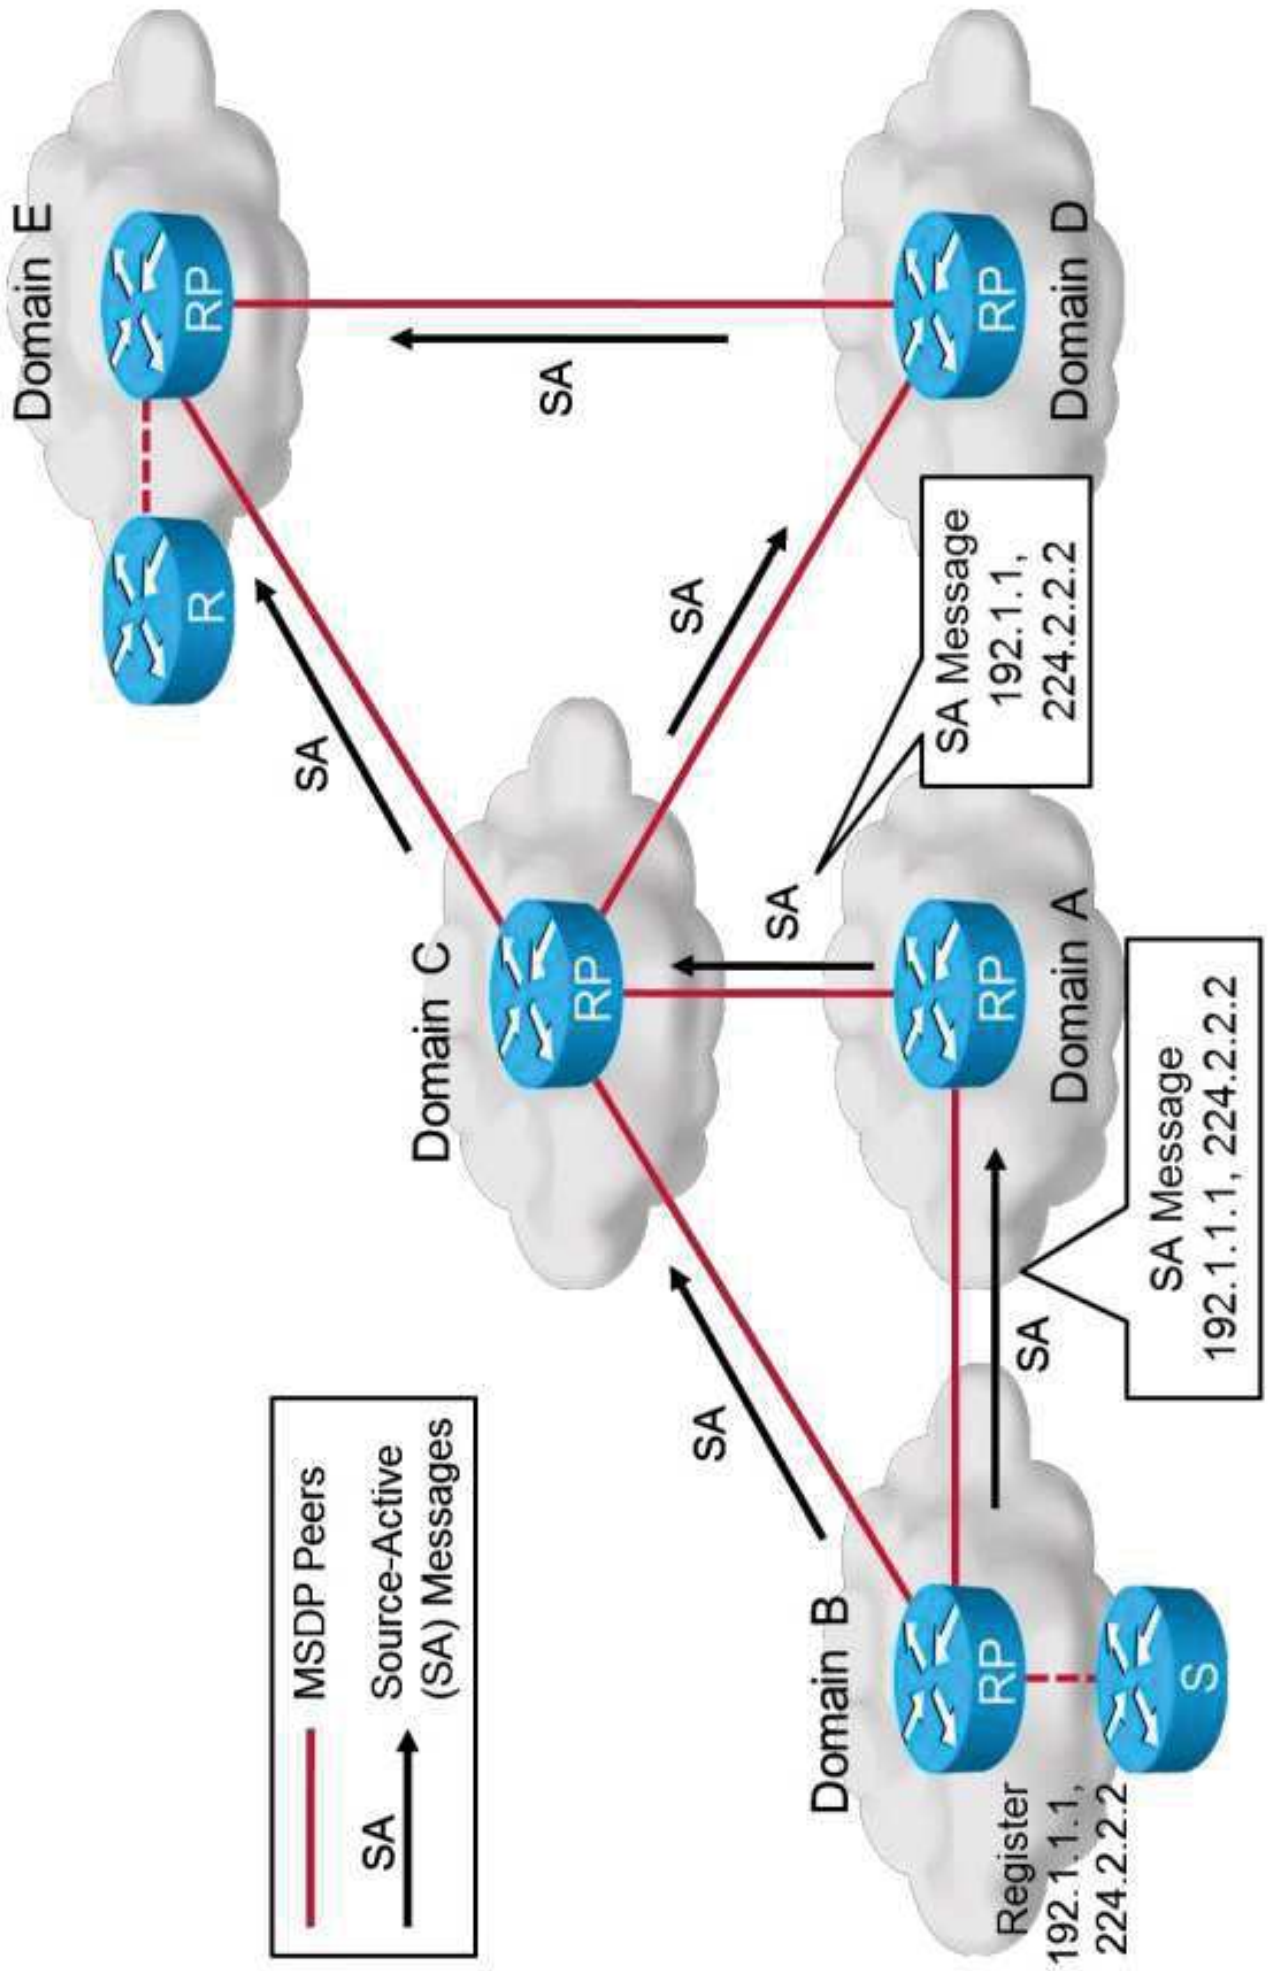 MSDP Peers
SA
Source-Active
(SA) Messages
Domain E
R
RP
SA
Domain C
RP
SA
SA
SA
SA
SA Message
192.1.1,
224.2.2.2
Domain B
RP
SA
RP
Domain A
RP
Domain D
Register
192.1.1.1,
224.2.2.2
S
SA Message
192.1.1.1, 224.2.2.2